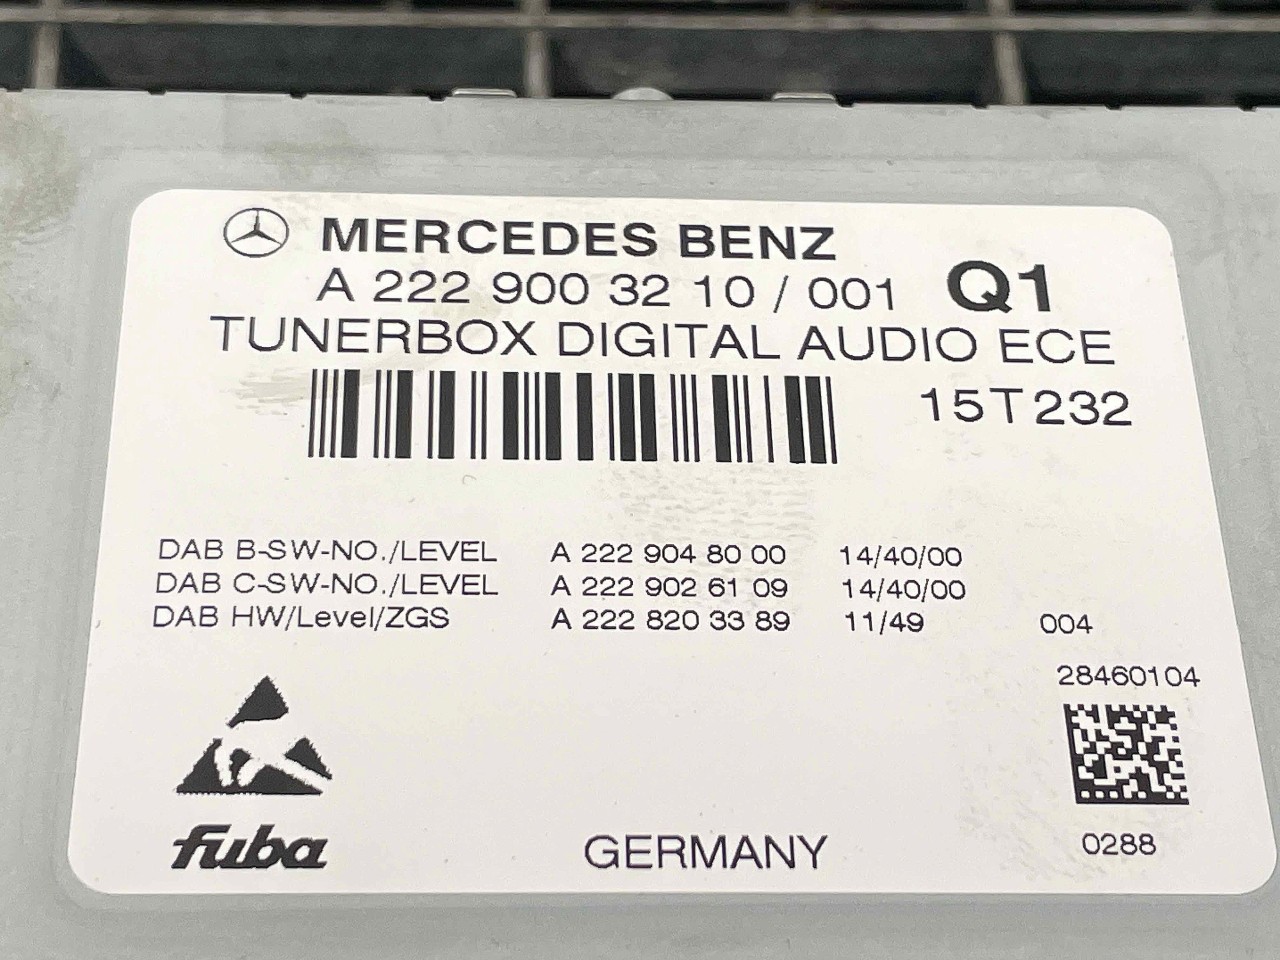 MERCEDES BENZ
A 222 900 32 10 / 001 Q1
TUNERBOX DIGITAL AUDIO ECE
15T232
DAB B-SW-NO./LEVEL A 222 904 80 00 14/40/00
DAB C-SW-NO./LEVEL A 222 902 61 09 14/40/00
DAB HW/Level/ZGS A 222 820 33 89 11/49 004
28460104
fuba GERMANY 0288